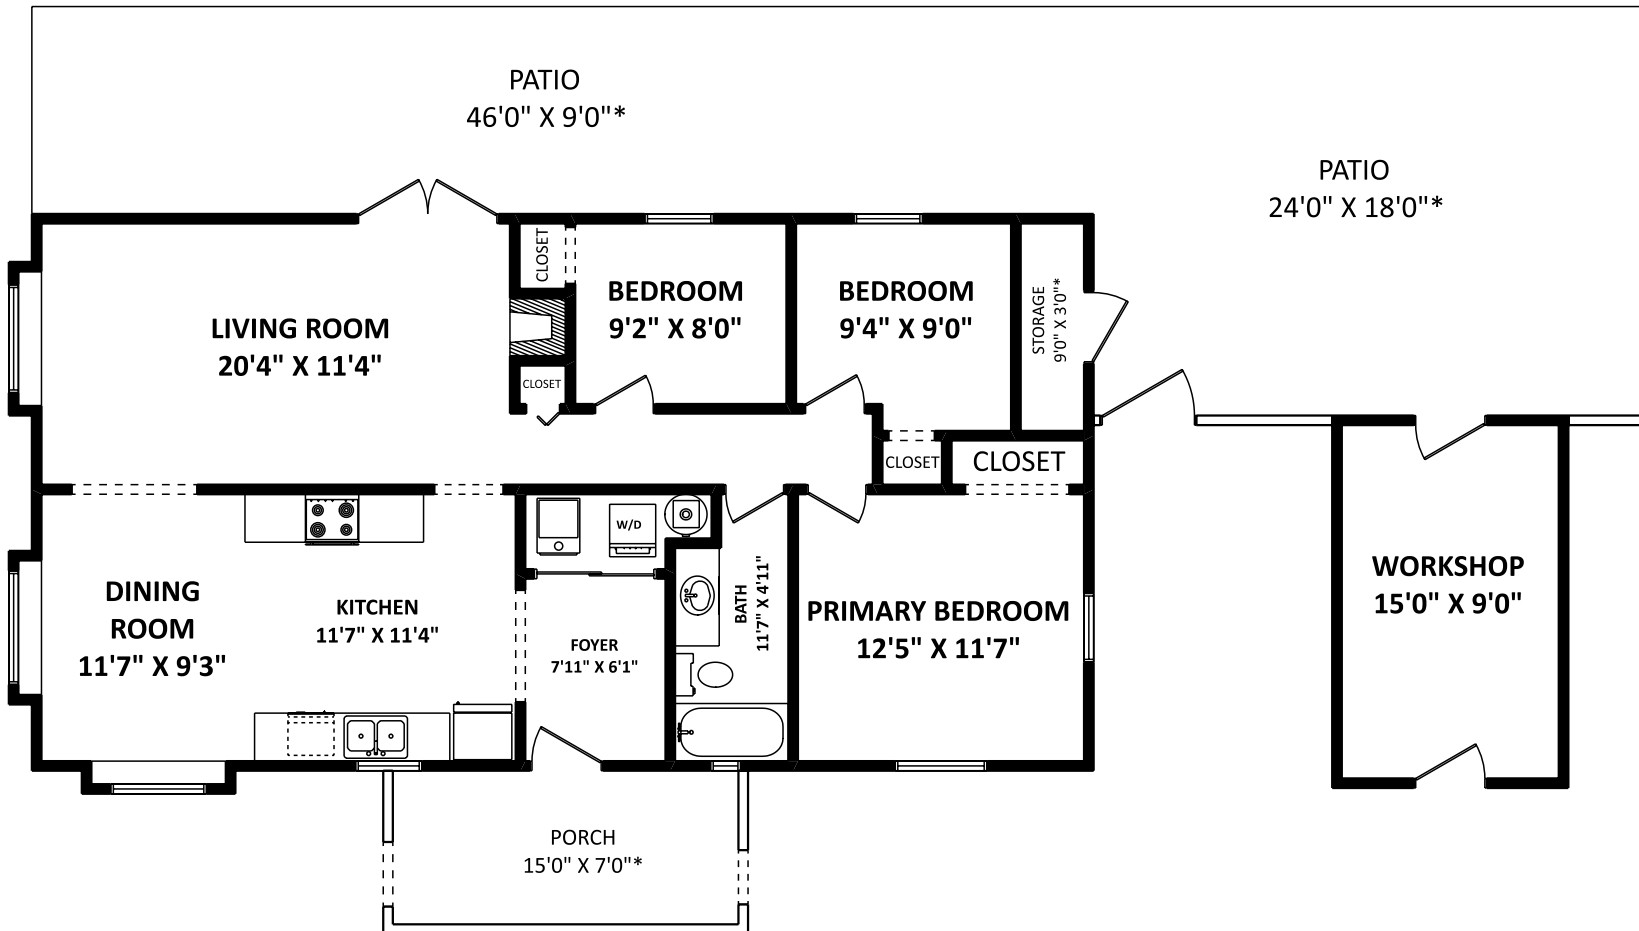 PATIO
46'0" X 9'0"*
PATIO
24'0" X 18'0"*
CLOSET
BEDROOM
9'2" X 8'0"
BEDROOM
9'4" X 9'0"
STORAGE
9'0" X 3'0"*
LIVING ROOM
20'4" X 11'4"
CLOSET
CLOSET
CLOSET
W/D
DINING
ROOM
11'7" X 9'3"
KITCHEN
11'7" X 11'4"
FOYER
7'11" X 6'1"
BATH
11'7" X 4'11"
PRIMARY BEDROOM
12'5" X 11'7"
WORKSHOP
15'0" X 9'0"
PORCH
15'0" X 7'0"*